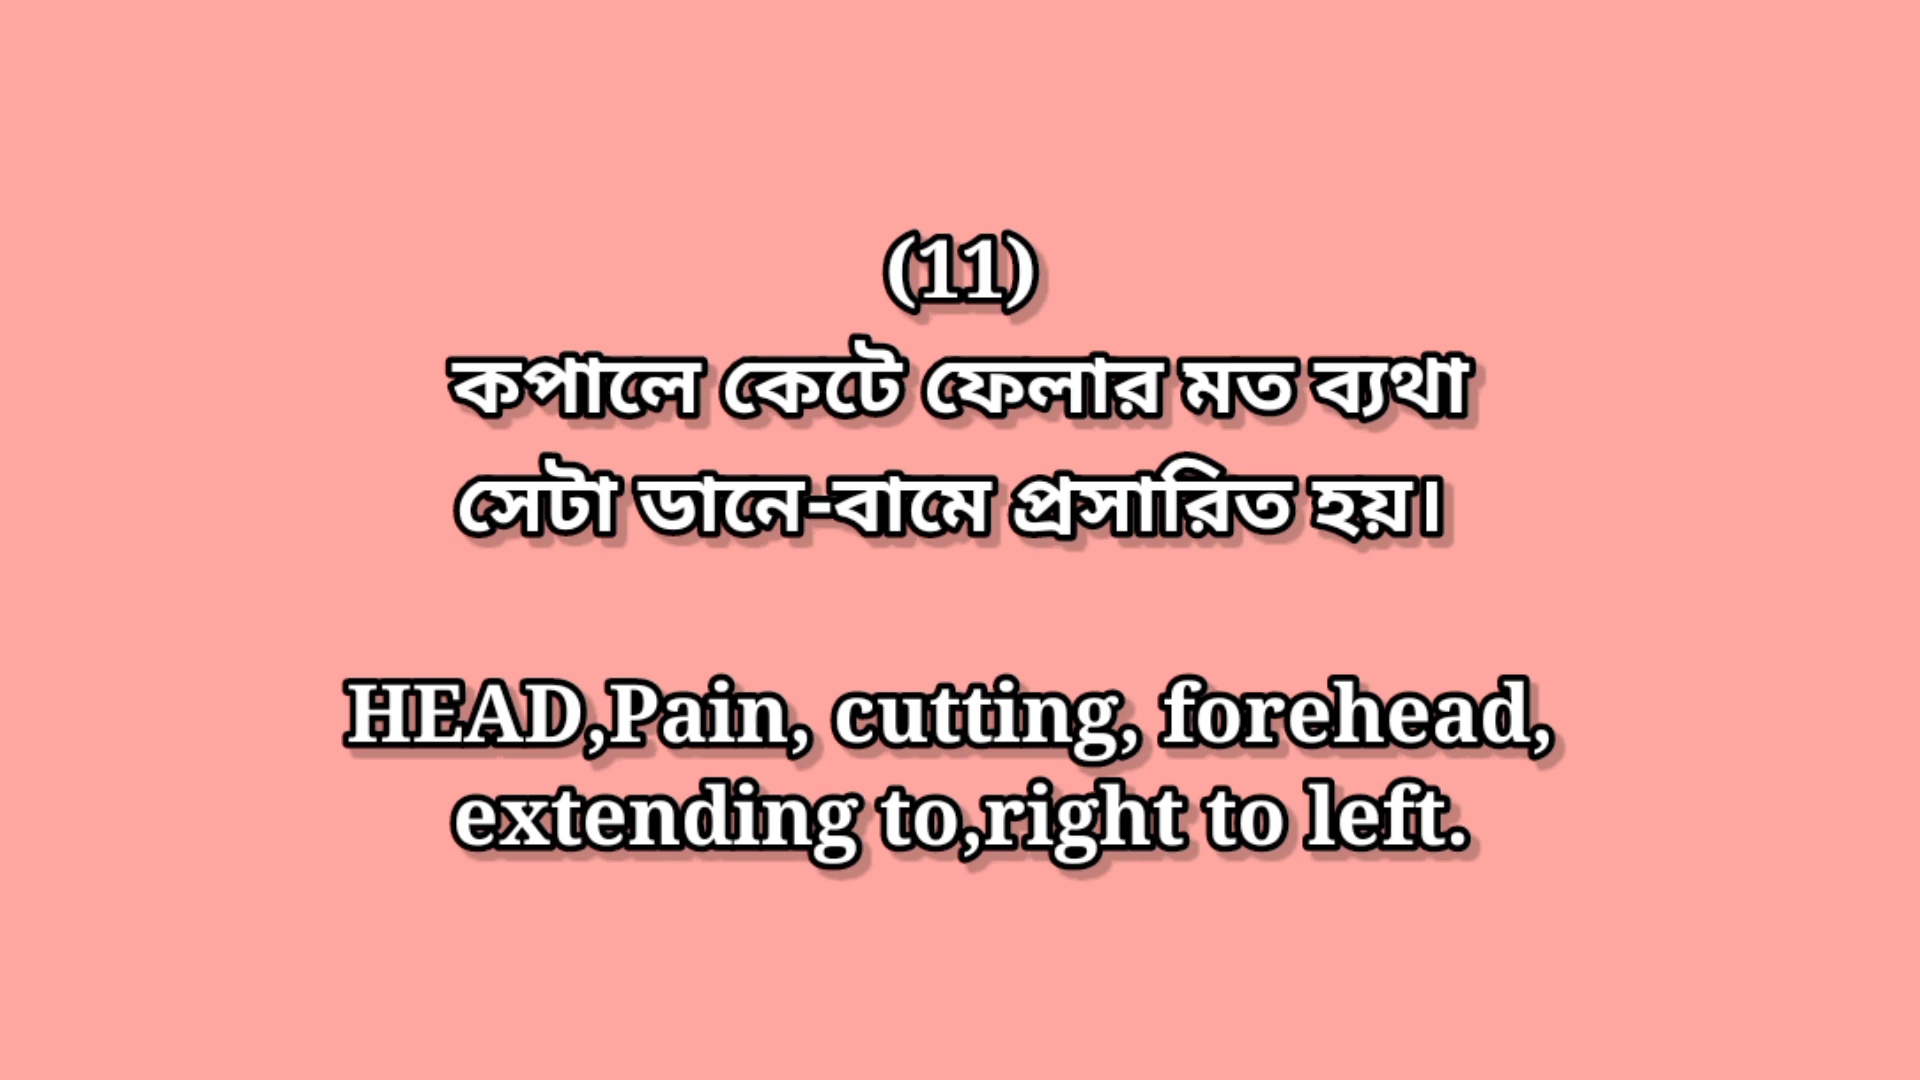 (11)
কপালে কেটে ফেলার মত ব্যথা
সেটা ডানে-বামে প্রসারিত হয়।
HEAD,Pain, cutting, forehead,
extending to,right to left.